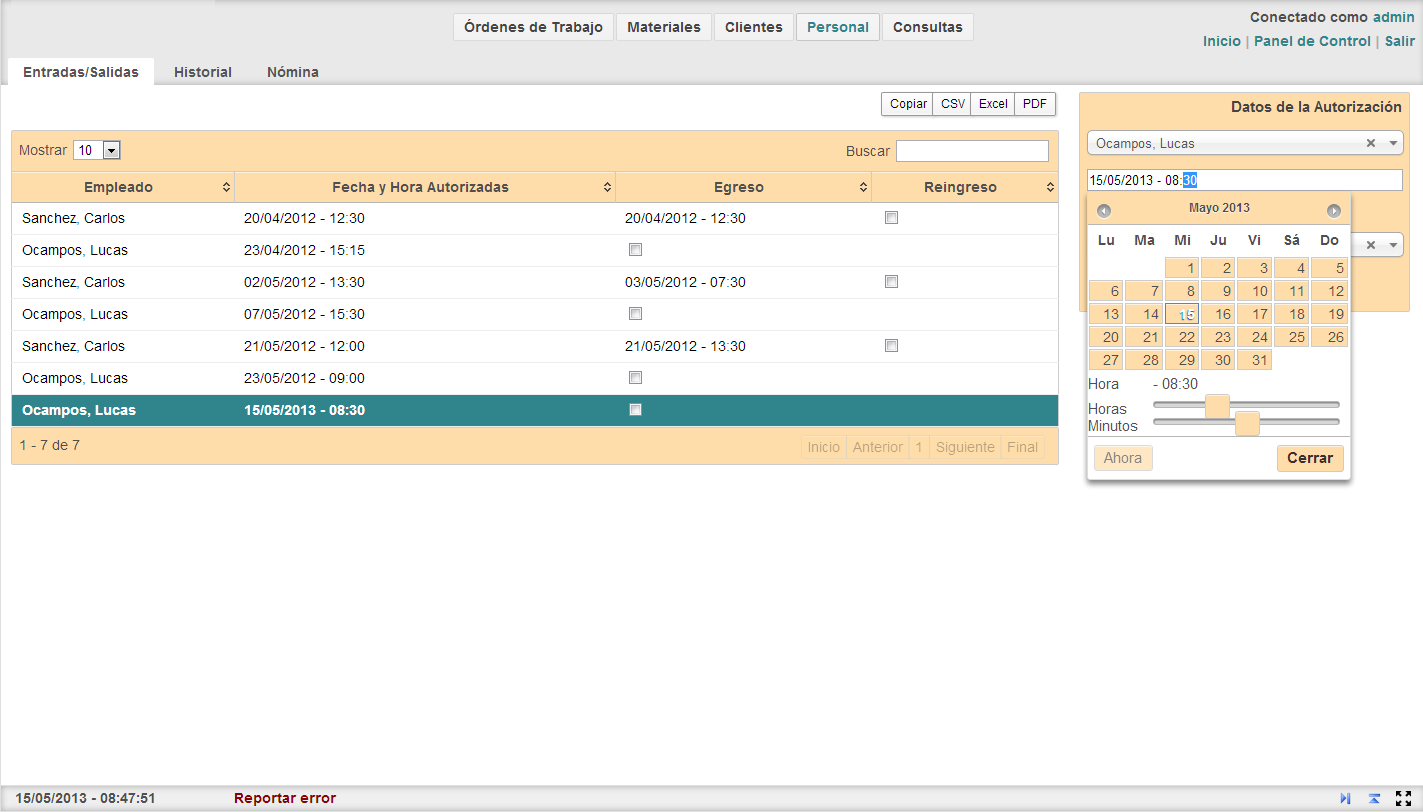 Órdenes de Trabajo Materiales Clientes Personal Consultas
Conectado como admin
Inicio | Panel de Control | Salir
Entradas/Salidas Historial Nómina
Copiar CSV Excel PDF
Mostrar 10 Buscar
Empleado Fecha y Hora Autorizadas Egreso Reingreso
Sanchez, Carlos 20/04/2012 - 12:30 20/04/2012 - 12:30
Ocampos, Lucas 23/04/2012 - 15:15
Sanchez, Carlos 02/05/2012 - 13:30 03/05/2012 - 07:30
Ocampos, Lucas 07/05/2012 - 15:30
Sanchez, Carlos 21/05/2012 - 12:00 21/05/2012 - 13:30
Ocampos, Lucas 23/05/2012 - 09:00
Ocampos, Lucas 15/05/2013 - 08:30
1 - 7 de 7 Inicio Anterior 1 Siguiente Final
Datos de la Autorización
Ocampos, Lucas
15/05/2013 - 08:30
Mayo 2013
Lu Ma Mi Ju Vi Sá Do
1 2 3 4 5
6 7 8 9 10 11 12
13 14 15 16 17 18 19
20 21 22 23 24 25 26
27 28 29 30 31
Hora - 08:30
Horas
Minutos
Ahora Cerrar
15/05/2013 - 08:47:51 Reportar error